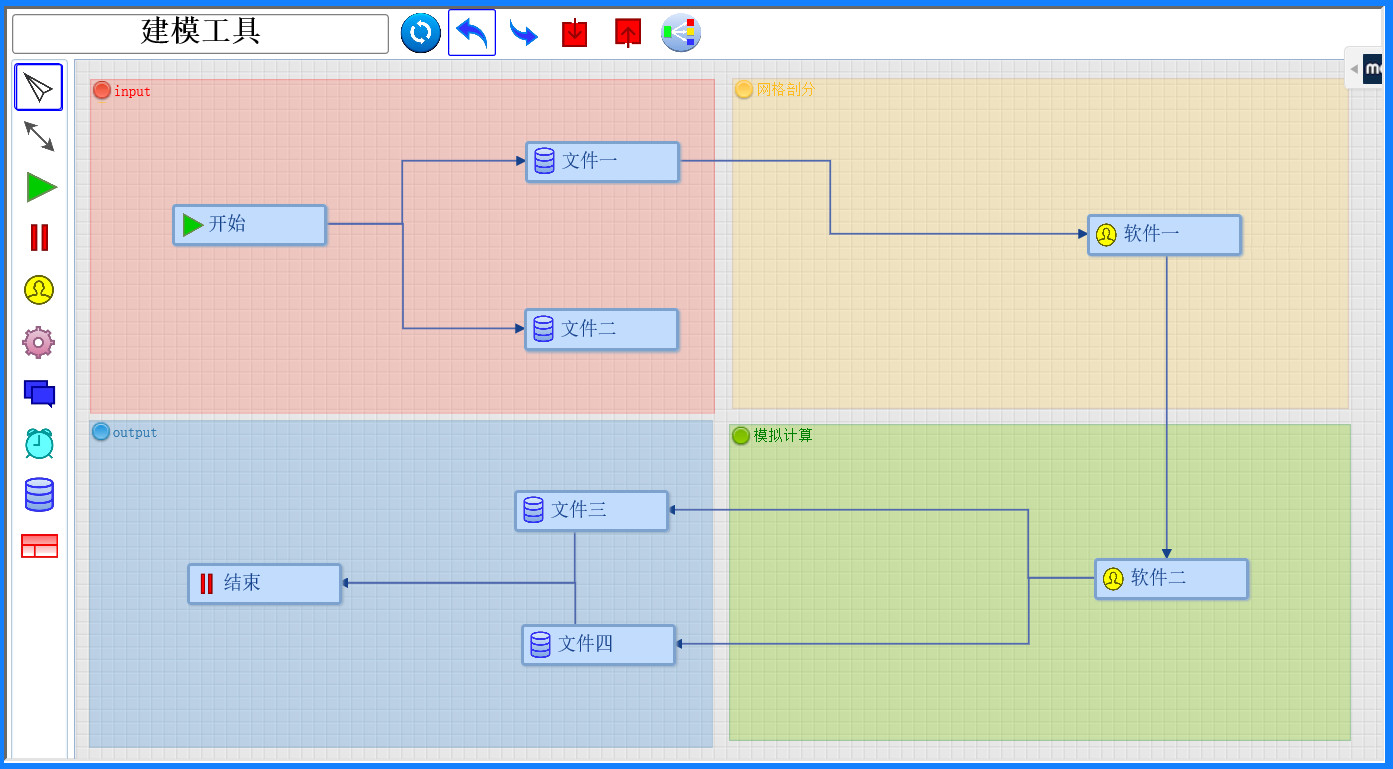 建模工具
input
网格剖分
文件一
开始
软件一
文件二
output
模拟计算
文件三
软件二
结束
文件四